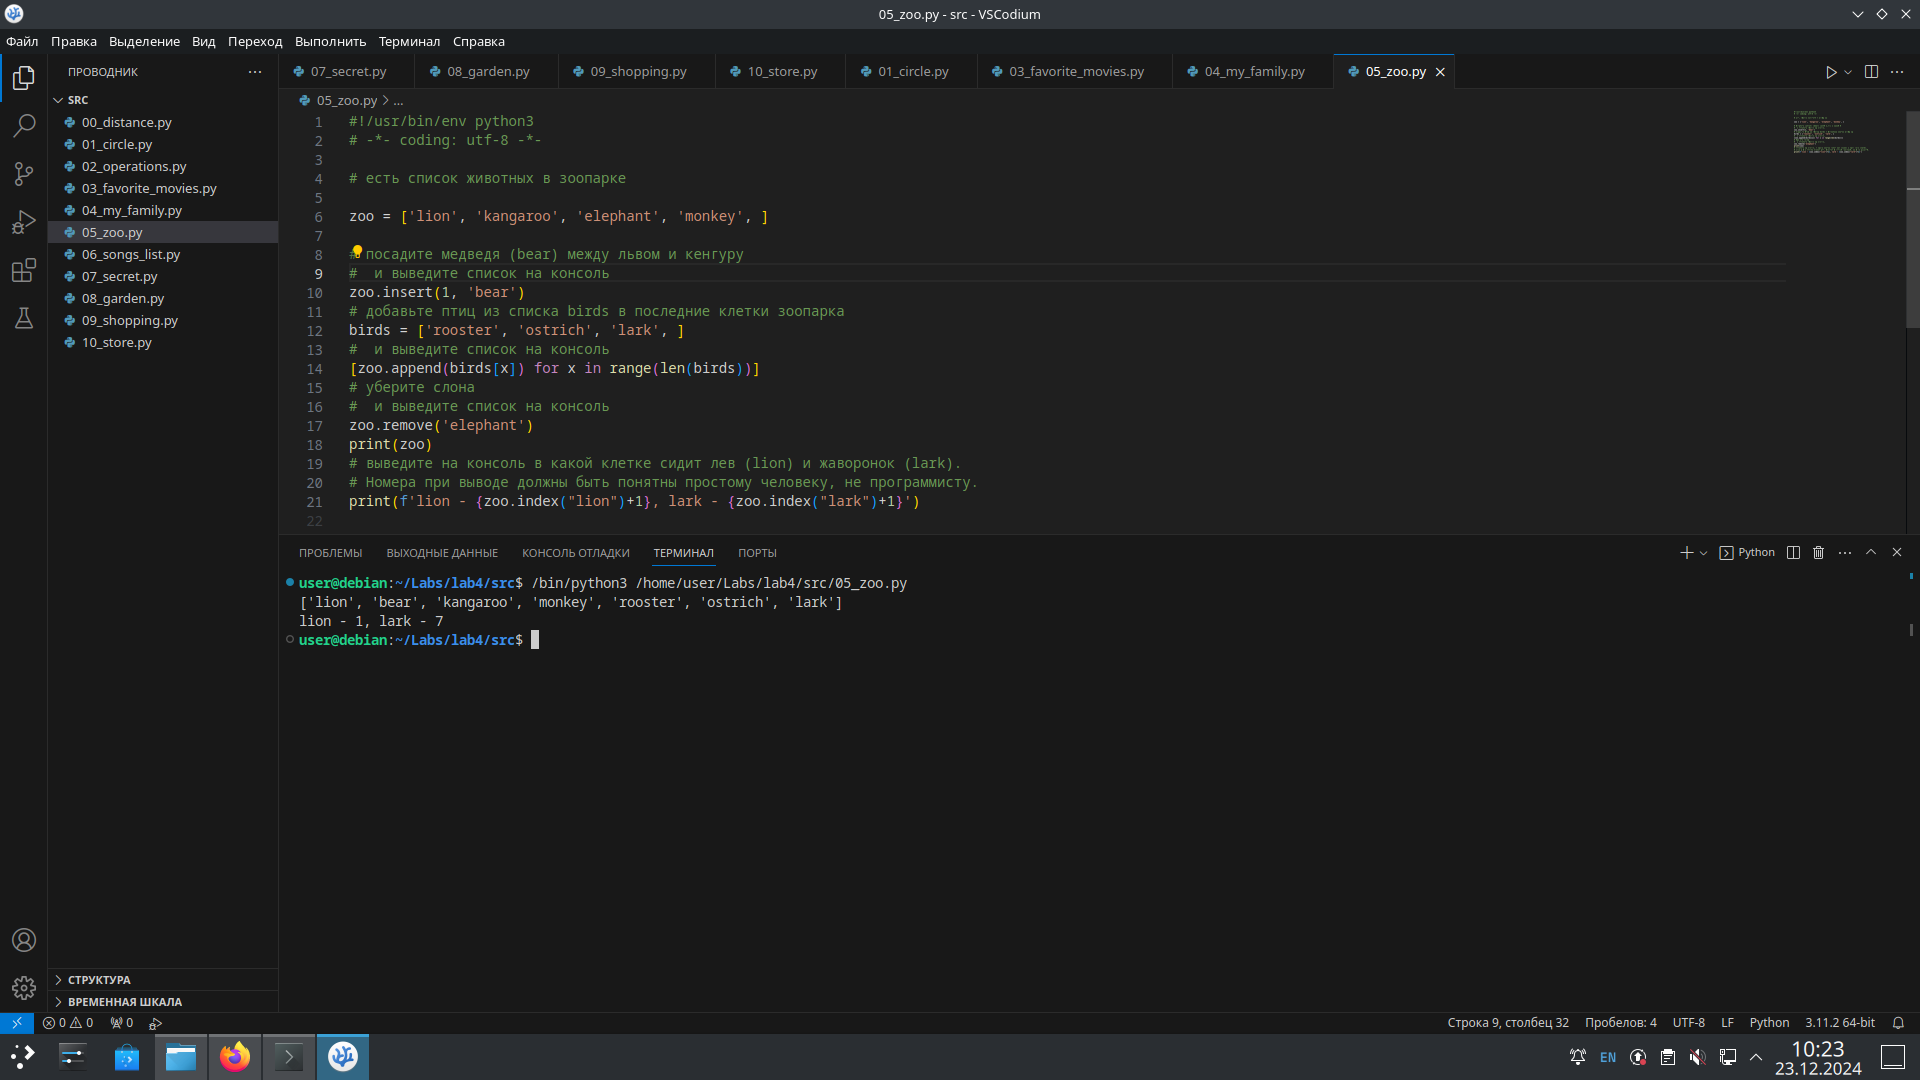 05_zoo.py - src - VSCodium
Файл Правка Выделение Вид Переход Выполнить Терминал Справка
ПРОВОДНИК
07_secret.py 08_garden.py 09_shopping.py 10_store.py 01_circle.py 03_favorite_movies.py 04_my_family.py 05_zoo.py
SRC
00_distance.py
01_circle.py
02_operations.py
03_favorite_movies.py
04_my_family.py
05_zoo.py
06_songs_list.py
07_secret.py
08_garden.py
09_shopping.py
10_store.py
СТРУКТУРА
ВРЕМЕННАЯ ШКАЛА
05_zoo.py > ...
1 #!/usr/bin/env python3
2 # -*- coding: utf-8 -*-
3
4 # есть список животных в зоопарке
5
6 zoo = ['lion', 'kangaroo', 'elephant', 'monkey', ]
7
8 # посадите медведя (bear) между львом и кенгуру
9 #  и выведите список на консоль
10 zoo.insert(1, 'bear')
11 # добавьте птиц из списка birds в последние клетки зоопарка
12 birds = ['rooster', 'ostrich', 'lark', ]
13 #  и выведите список на консоль
14 [zoo.append(birds[x]) for x in range(len(birds))]
15 # уберите слона
16 #  и выведите список на консоль
17 zoo.remove('elephant')
18 print(zoo)
19 # выведите на консоль в какой клетке сидит лев (lion) и жаворонок (lark).
20 # Номера при выводе должны быть понятны простому человеку, не программисту.
21 print(f'lion - {zoo.index("lion")+1}, lark - {zoo.index("lark")+1}')
22
ПРОБЛЕМЫ ВЫХОДНЫЕ ДАННЫЕ КОНСОЛЬ ОТЛАДКИ ТЕРМИНАЛ ПОРТЫ
Python
user@debian:~/Labs/lab4/src$ /bin/python3 /home/user/Labs/lab4/src/05_zoo.py
['lion', 'bear', 'kangaroo', 'monkey', 'rooster', 'ostrich', 'lark']
lion - 1, lark - 7
user@debian:~/Labs/lab4/src$
0 0 0
Строка 9, столбец 32 Пробелов: 4 UTF-8 LF Python 3.11.2 64-bit
EN
10:23
23.12.2024